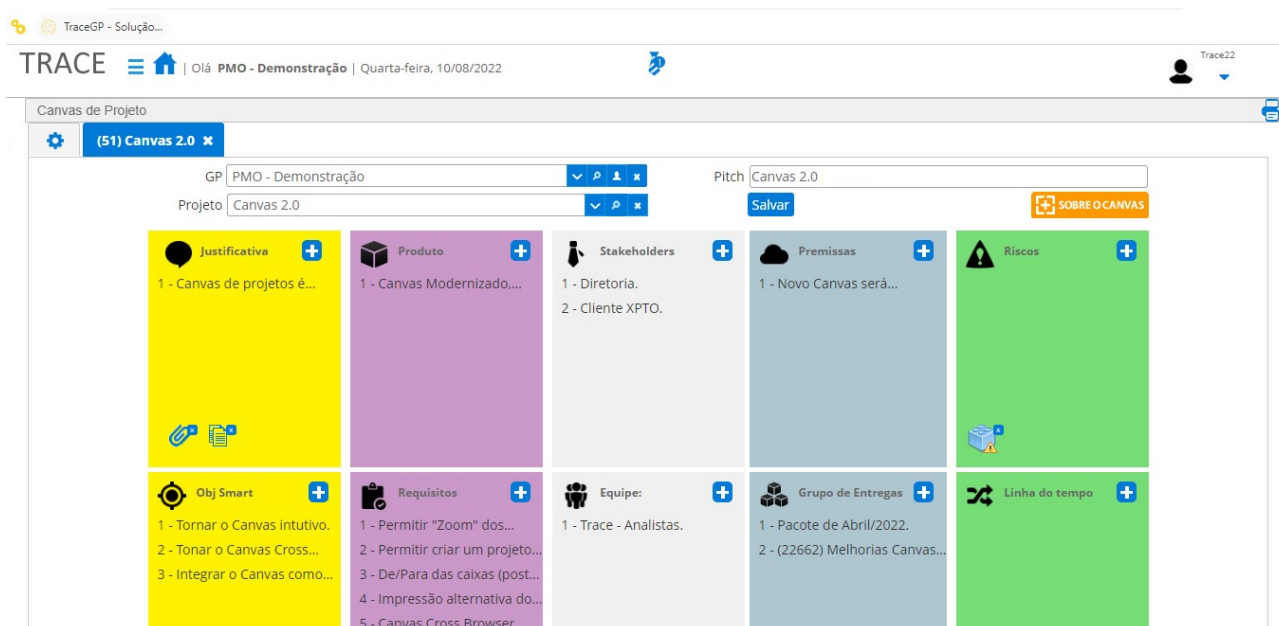 TraceGP - Solução...
TRACE | Olá PMO - Demonstração | Quarta-feira, 10/08/2022
Trace22
Canvas de Projeto
(51) Canvas 2.0
GP PMO - Demonstração
Pitch Canvas 2.0
Projeto Canvas 2.0
Salvar
SOBRE O CANVAS
Justificativa
1 - Canvas de projetos é...
Produto
1 - Canvas Modernizado,...
Stakeholders
1 - Diretoria.
2 - Cliente XPTO.
Premissas
1 - Novo Canvas será...
Riscos
Obj Smart
1 - Tornar o Canvas intutivo.
2 - Tonar o Canvas Cross...
3 - Integrar o Canvas como...
Requisitos
1 - Permitir "Zoom" dos...
2 - Permitir criar um projeto...
3 - De/Para das caixas (post...
4 - Impressão alternativa do...
5 - Canvas Cross Browser
Equipe:
1 - Trace - Analistas.
Grupo de Entregas
1 - Pacote de Abril/2022.
2 - (22662) Melhorias Canvas...
Linha do tempo